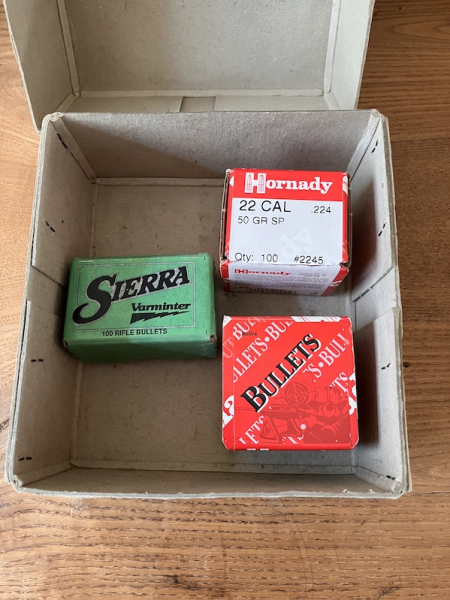 Hornady
22 CAL .224
50 GR SP
Qty: 100 #2245
Hornady
SIERRA
Varminter
100 RIFLE BULLETS
BULLETS
BULLETS